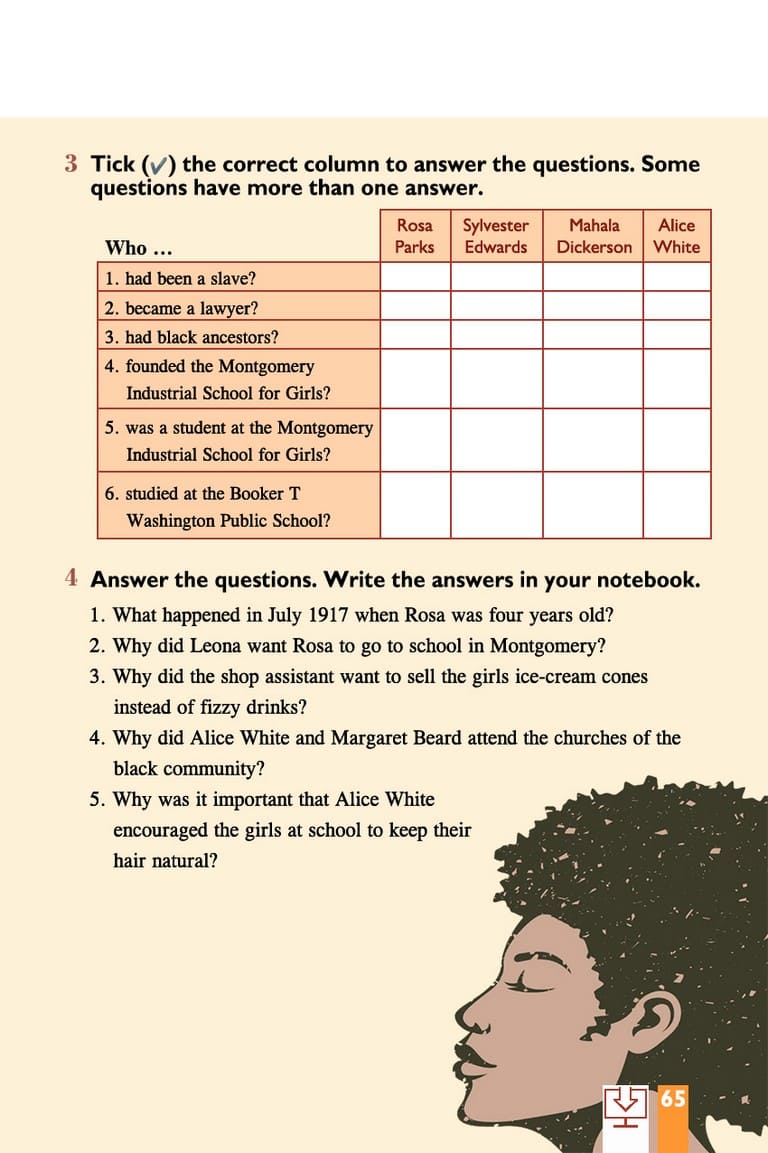 3 Tick (✓) the correct column to answer the questions. Some
questions have more than one answer.
Who ...
Rosa Parks
Sylvester Edwards
Mahala Dickerson
Alice White
1. had been a slave?
2. became a lawyer?
3. had black ancestors?
4. founded the Montgomery
Industrial School for Girls?
5. was a student at the Montgomery
Industrial School for Girls?
6. studied at the Booker T
Washington Public School?
4 Answer the questions. Write the answers in your notebook.
1. What happened in July 1917 when Rosa was four years old?
2. Why did Leona want Rosa to go to school in Montgomery?
3. Why did the shop assistant want to sell the girls ice-cream cones
instead of fizzy drinks?
4. Why did Alice White and Margaret Beard attend the churches of the
black community?
5. Why was it important that Alice White
encouraged the girls at school to keep their
hair natural?
65